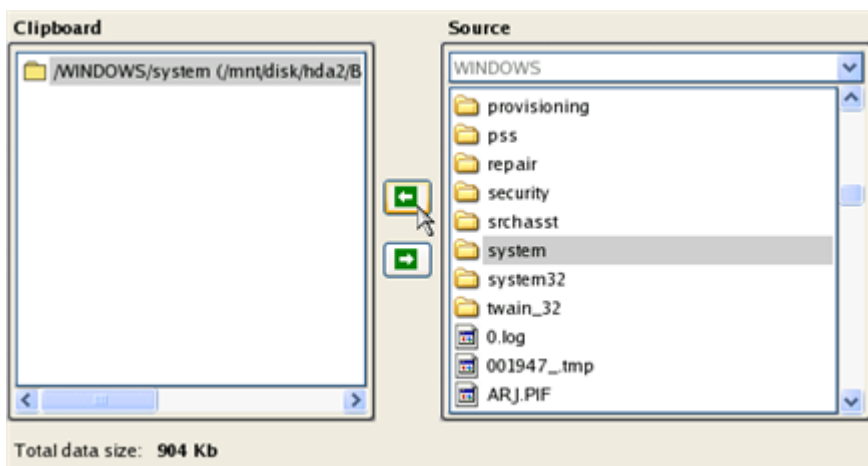 Clipboard
/WINDOWS/system (/mnt/disk/hda2/B
Source
WINDOWS
provisioning
pss
repair
security
srchasst
system
system32
twain_32
0.log
001947_.tmp
ARJ.PIF
Total data size: 904 Kb